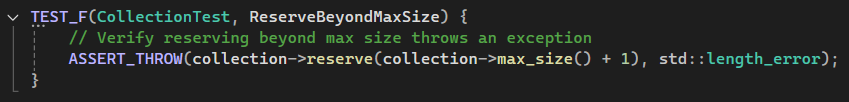 TEST_F(CollectionTest, ReserveBeyondMaxSize) {
    // Verify reserving beyond max size throws an exception
    ASSERT_THROW(collection->reserve(collection->max_size() + 1), std::length_error);
}